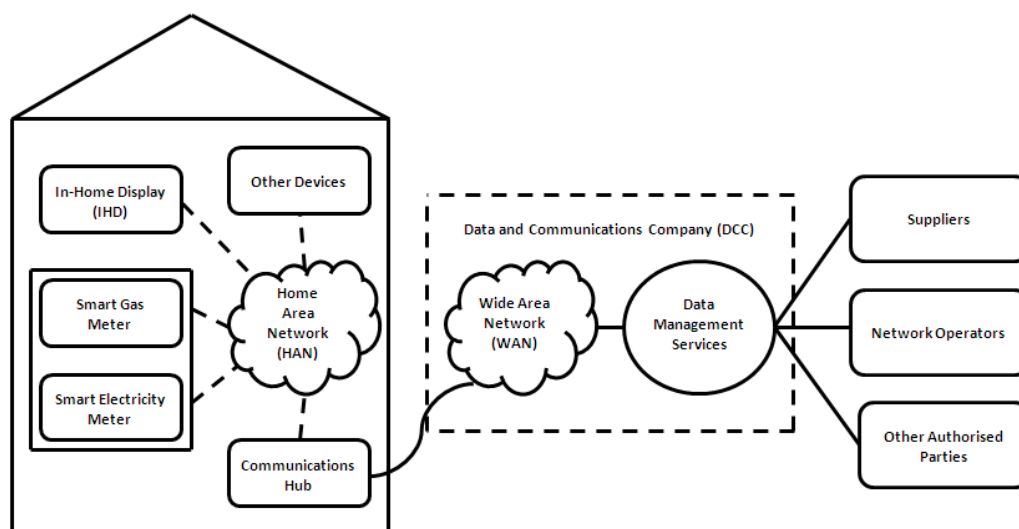 In-Home Display
(IHD)
Other Devices
Smart Gas
Meter
Smart Electricity
Meter
Home
Area
Network
(HAN)
Communications
Hub
Data and Communications Company (DCC)
Wide Area
Network
(WAN)
Data
Management
Services
Suppliers
Network Operators
Other Authorised
Parties